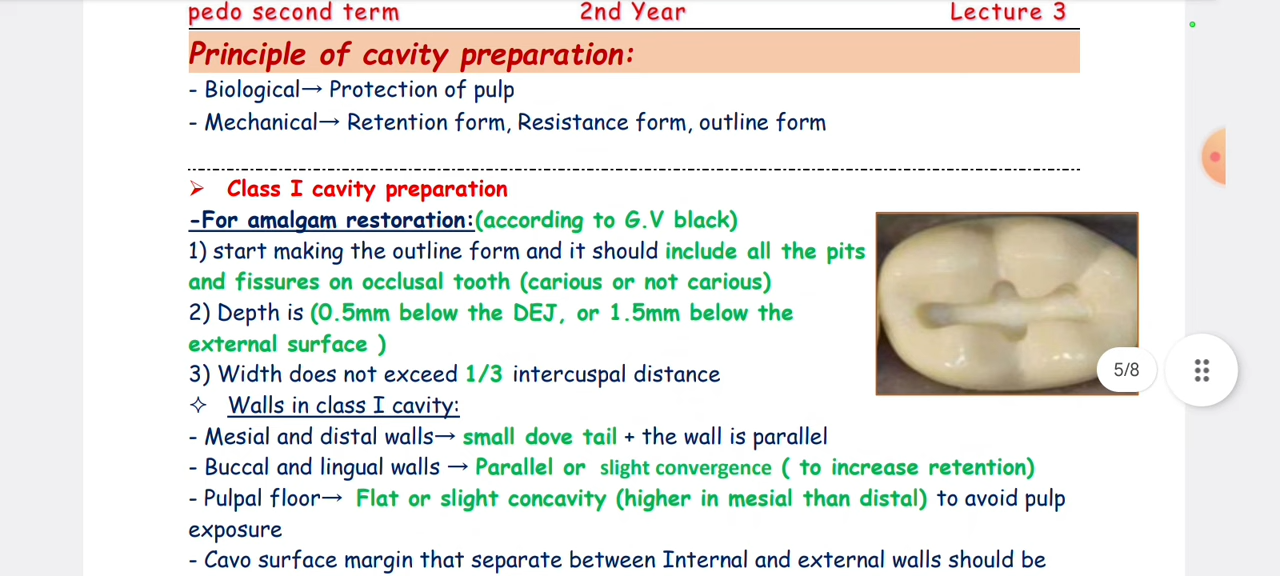 pedo second term 2nd Year Lecture 3
Principle of cavity preparation:
- Biological→ Protection of pulp
- Mechanical→ Retention form, Resistance form, outline form
➢ Class I cavity preparation
-For amalgam restoration:(according to G.V black)
1) start making the outline form and it should include all the pits
and fissures on occlusal tooth (carious or not carious)
2) Depth is (0.5mm below the DEJ, or 1.5mm below the
external surface )
3) Width does not exceed 1/3 intercuspal distance
✧ Walls in class I cavity:
- Mesial and distal walls→ small dove tail + the wall is parallel
- Buccal and lingual walls → Parallel or slight convergence ( to increase retention)
- Pulpal floor→ Flat or slight concavity (higher in mesial than distal) to avoid pulp
exposure
- Cavo surface margin that separate between Internal and external walls should be
5/8